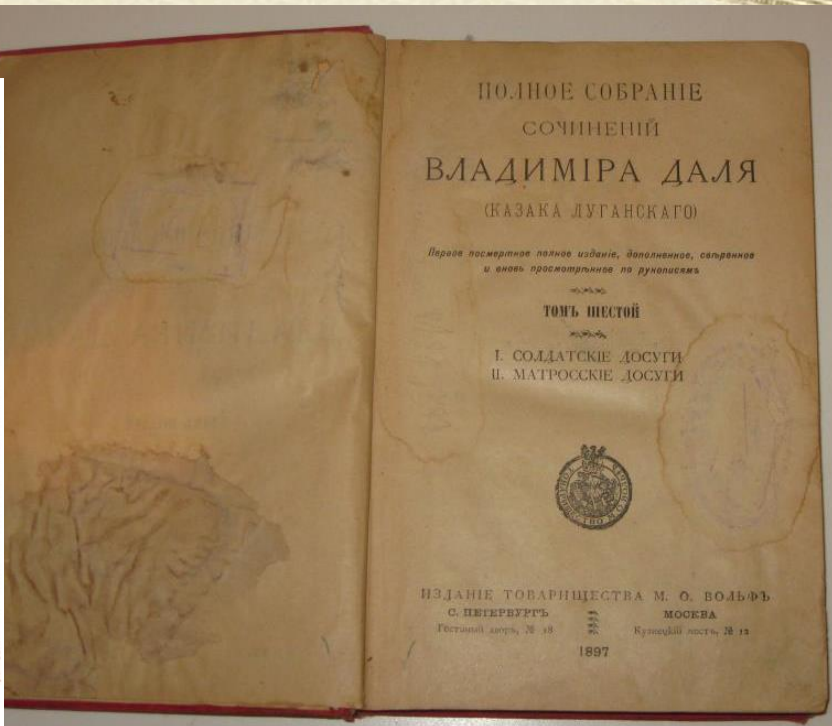 ПОЛНОЕ СОБРАНІЕ
СОЧИНЕНІЙ
ВЛАДИМІРА ДАЛЯ
(КАЗАКА ЛУГАНСКАГО)
Первое посмертное полное изданіе, дополненное, свѣренное
и вновь просмотрѣнное по рукописямъ
ТОМЪ ШЕСТОЙ
I. СОЛДАТСКІЕ ДОСУГИ
II. МАТРОССКІЕ ДОСУГИ
ИЗДАНІЕ ТОВАРИЩЕСТВА М. О. ВОЛЬФЪ
С. ПЕТЕРБУРГЪ МОСКВА
Гостиный дворъ, № 18 Кузнецкій мостъ, № 12
1897